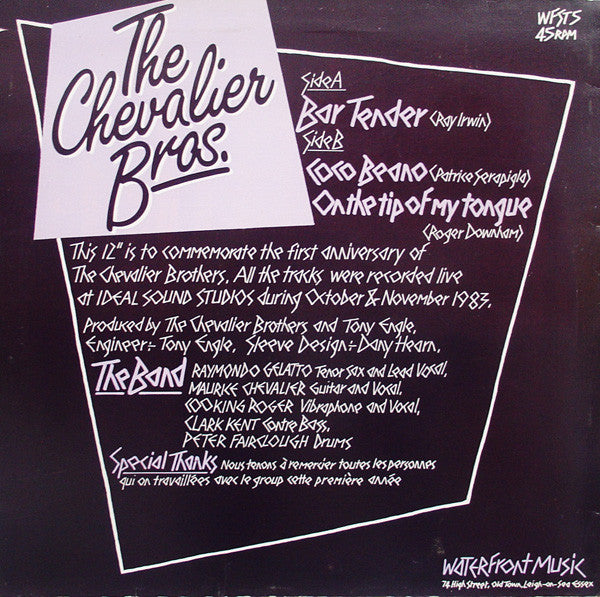 The
Chevalier
Bros.
WFST5
45RPM
Side A
Bar Tender (Ray Irwin)
Side B
Coco Beano (Patrice Serapigla)
On the tip of my tongue
(Roger Downham)
This 12" is to commemorate the first anniversary of
The Chevalier Brothers. All the tracks were recorded live
at IDEAL SOUND STUDIOS during October & November 1983.
Produced by The Chevalier Brothers and Tony Engle,
Engineer:- Tony Engle, Sleeve Design:- Dany Hearn,
The Band RAYMONDO GELATTO Tenor Sax and Lead Vocal,
MAURICE CHEVALIER Guitar and Vocal,
COOKING ROGER Vibraphone and Vocal,
CLARK KENT Contre Bass,
PETER FAIRCLOUGH Drums
Special Thanks Nous tenons à remercier toutes les personnes
qui on travaillées avec le group cette première année
WATERFRONT MUSIC
74 High Street, Old Town, Leigh-on-Sea Essex